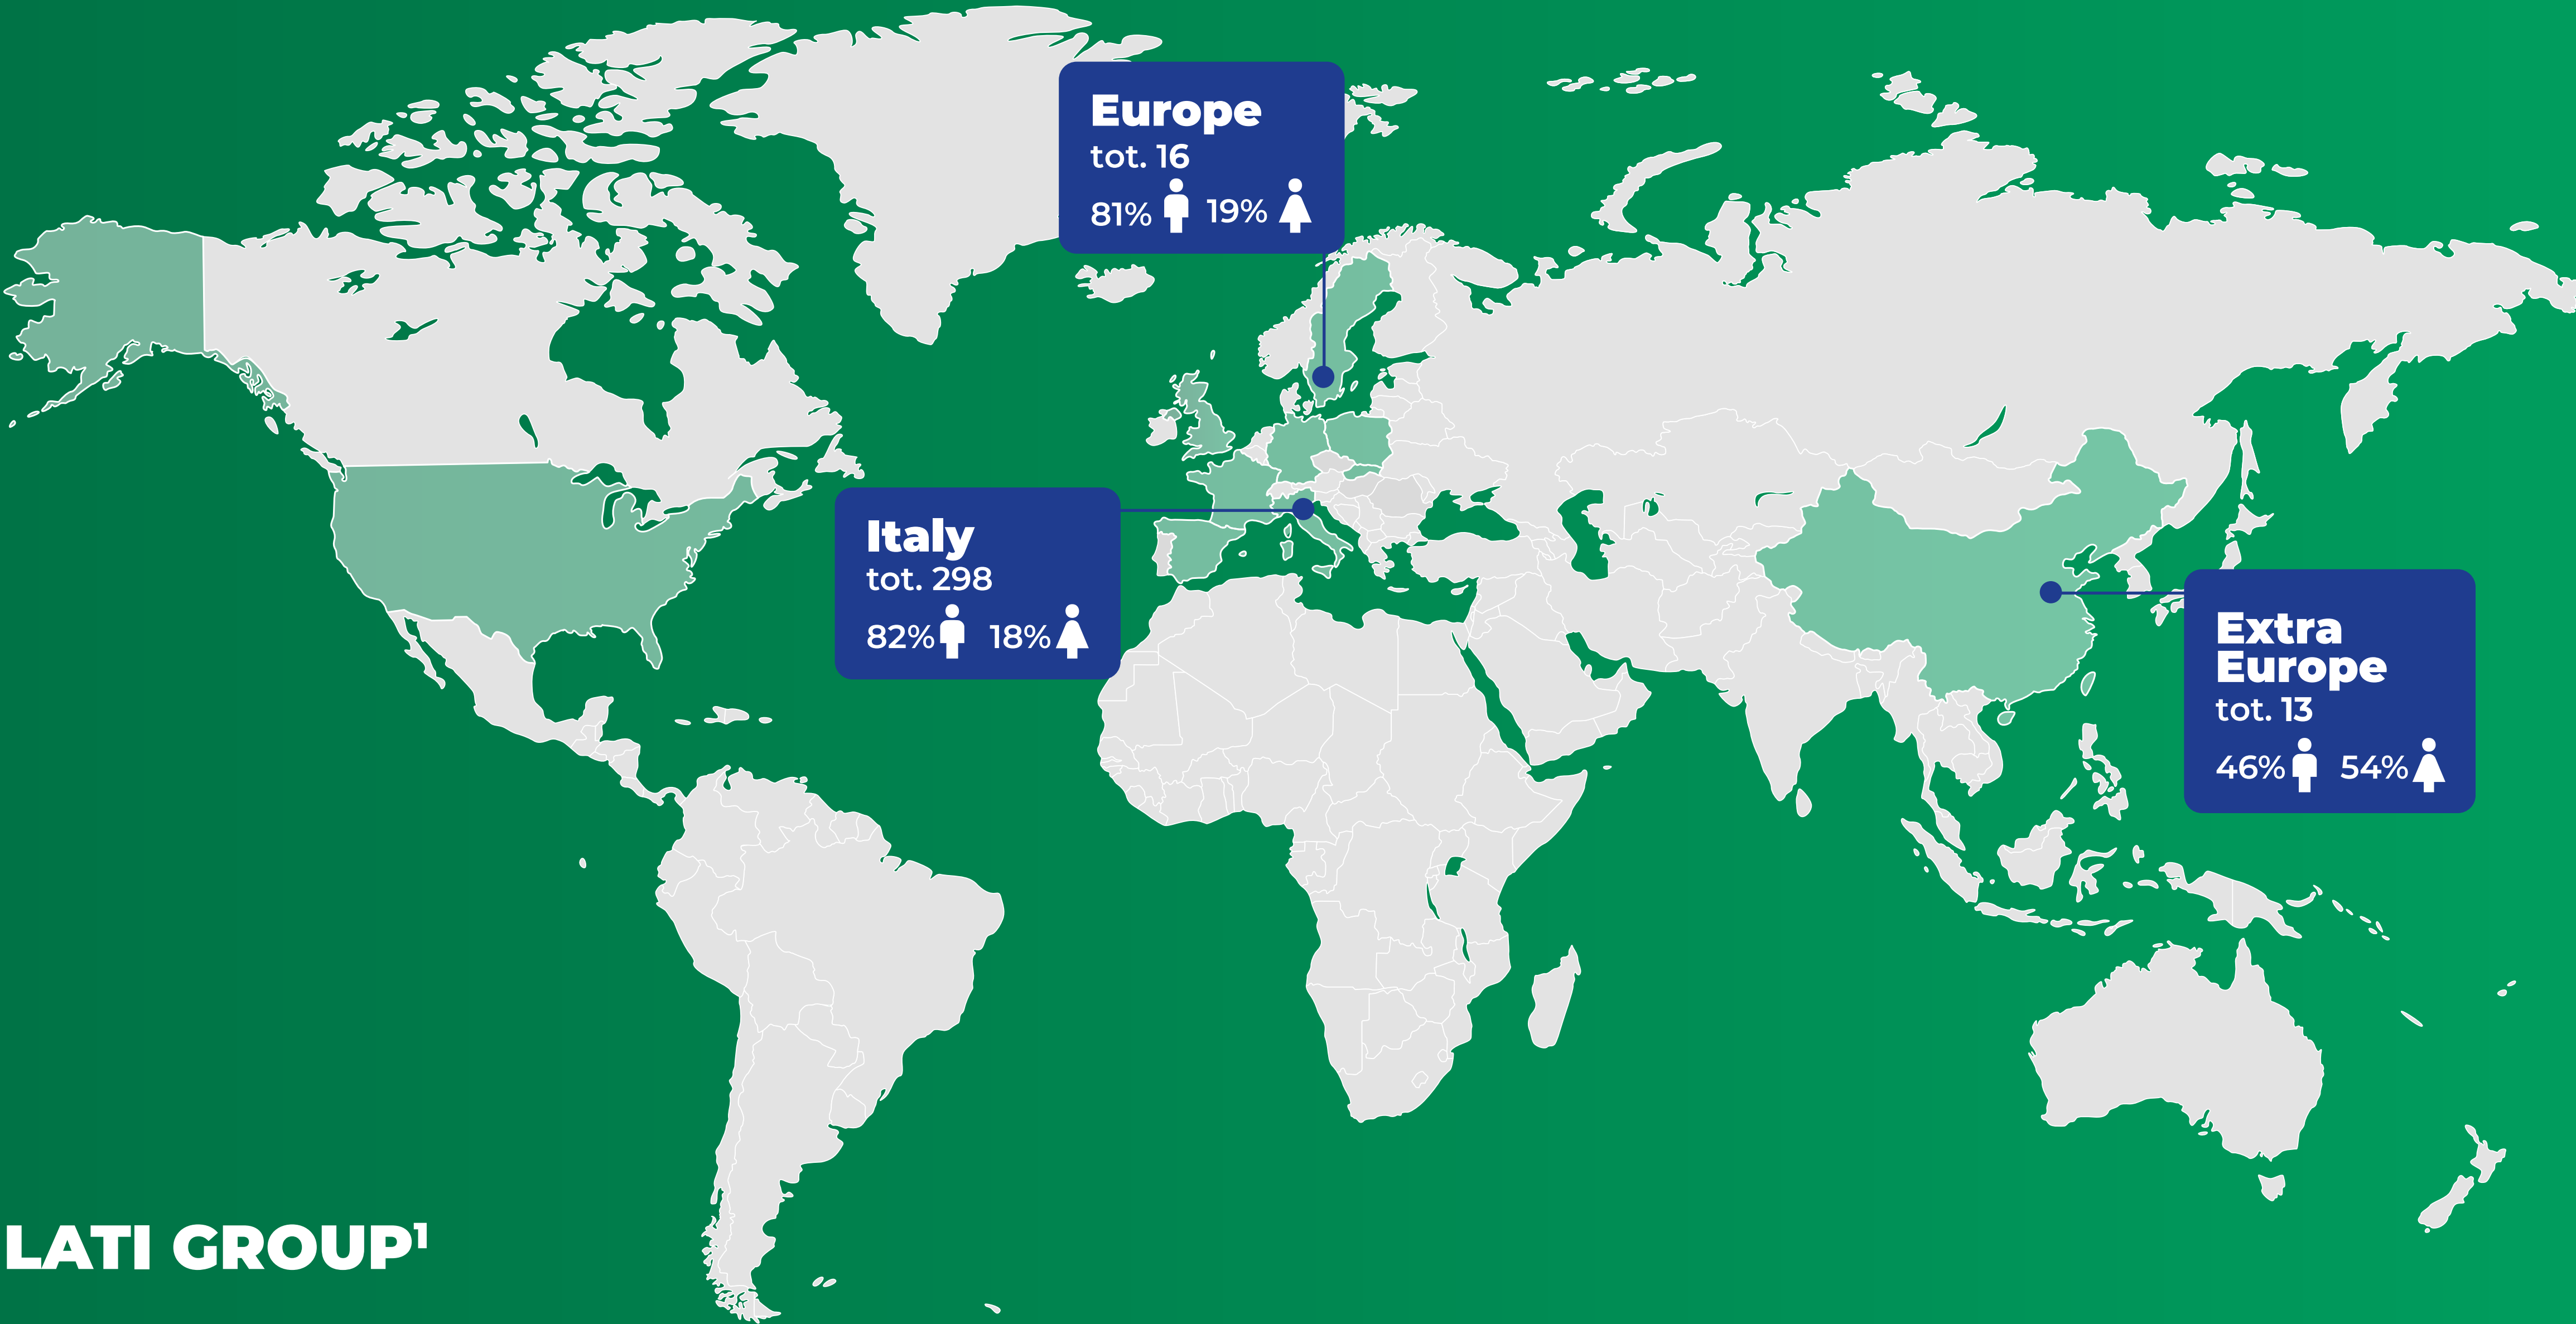 Europe
tot. 16
81% 19%
Italy
tot. 298
82% 18%
Extra
Europe
tot. 13
46% 54%
LATI GROUP¹